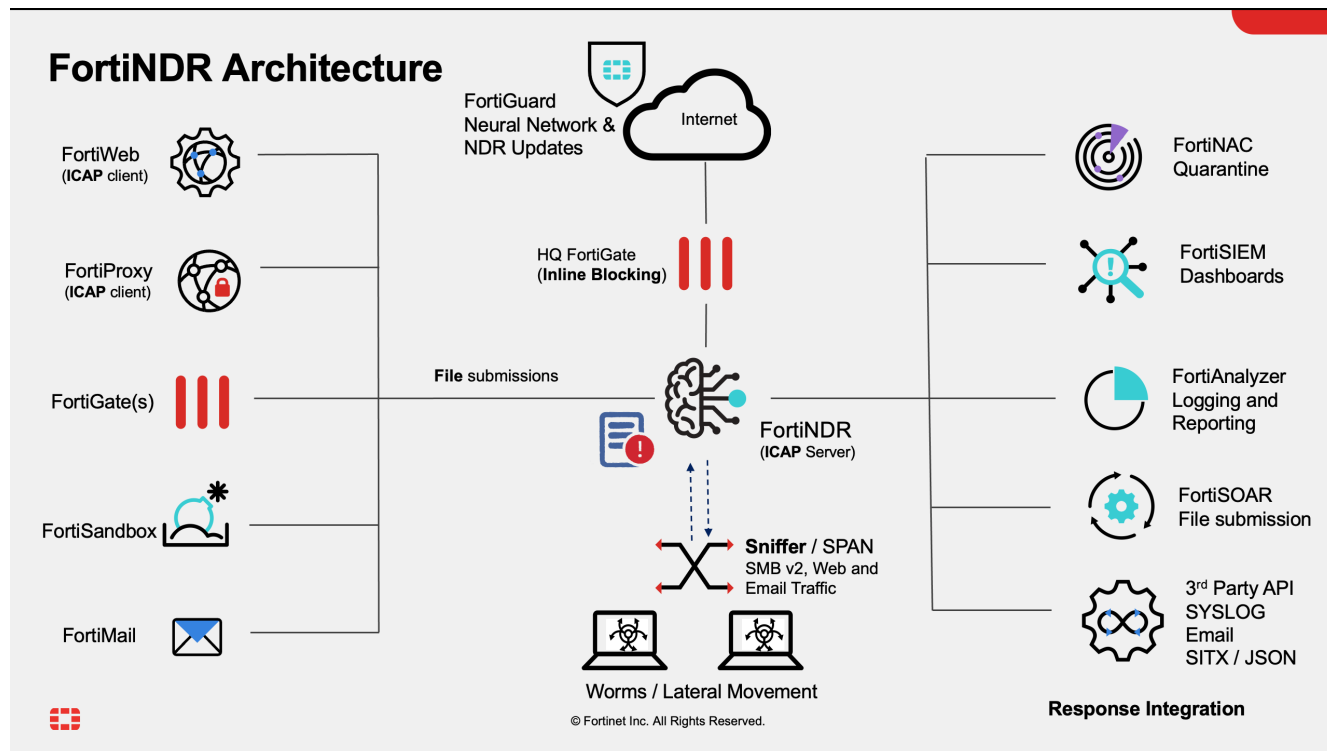 FortiNDR Architecture
FortiGuard
Neural Network &
NDR Updates
Internet
FortiWeb
(ICAP client)
FortiProxy
(ICAP client)
FortiGate(s)
FortiSandbox
FortiMail
HQ FortiGate
(Inline Blocking)
File submissions
FortiNDR
(ICAP Server)
Sniffer / SPAN
SMB v2, Web and
Email Traffic
Worms / Lateral Movement
© Fortinet Inc. All Rights Reserved.
FortiNAC
Quarantine
FortiSIEM
Dashboards
FortiAnalyzer
Logging and
Reporting
FortiSOAR
File submission
3rd Party API
SYSLOG
Email
SITX / JSON
Response Integration